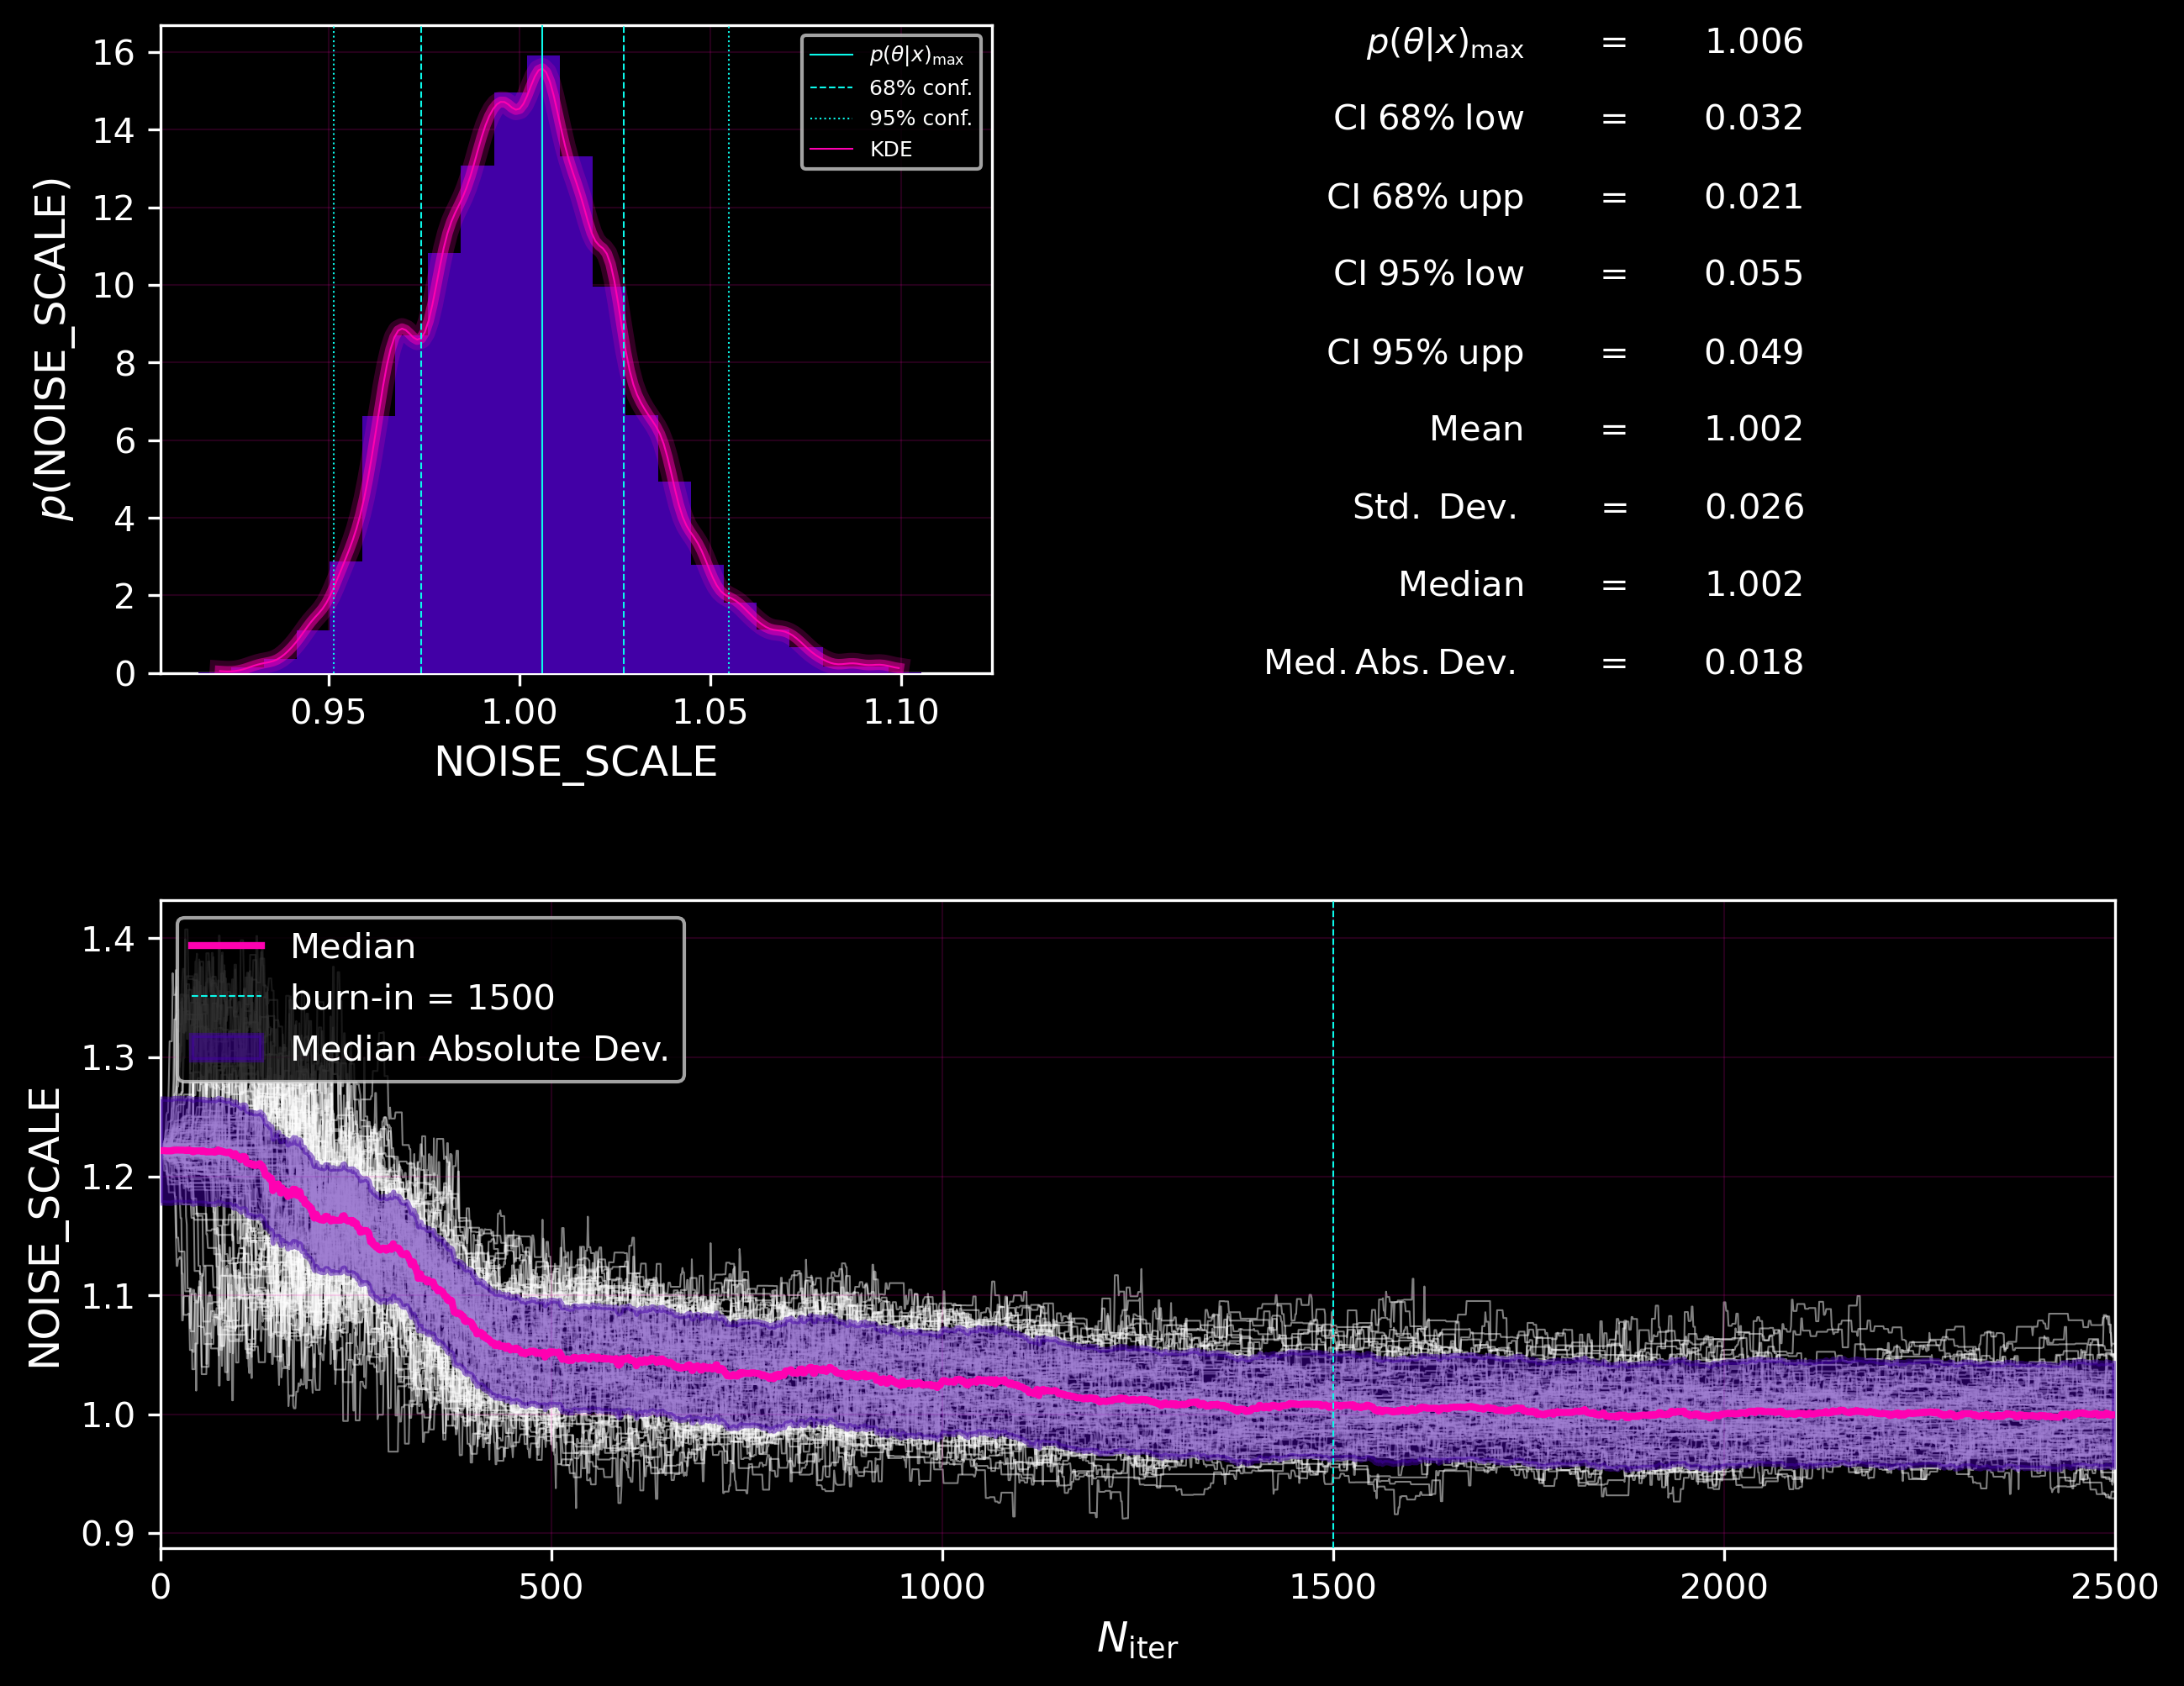 16
14
12
10
8
6
4
2
0
p(NOISE_SCALE)
p(θ|x)max
68% conf.
95% conf.
KDE
0.95 1.00 1.05 1.10
NOISE_SCALE
p(θ|x)max = 1.006
CI 68% low = 0.032
CI 68% upp = 0.021
CI 95% low = 0.055
CI 95% upp = 0.049
Mean = 1.002
Std. Dev. = 0.026
Median = 1.002
Med. Abs. Dev. = 0.018
1.4
1.3
1.2
1.1
1.0
0.9
NOISE_SCALE
Median
burn-in = 1500
Median Absolute Dev.
0 500 1000 1500 2000 2500
Niter